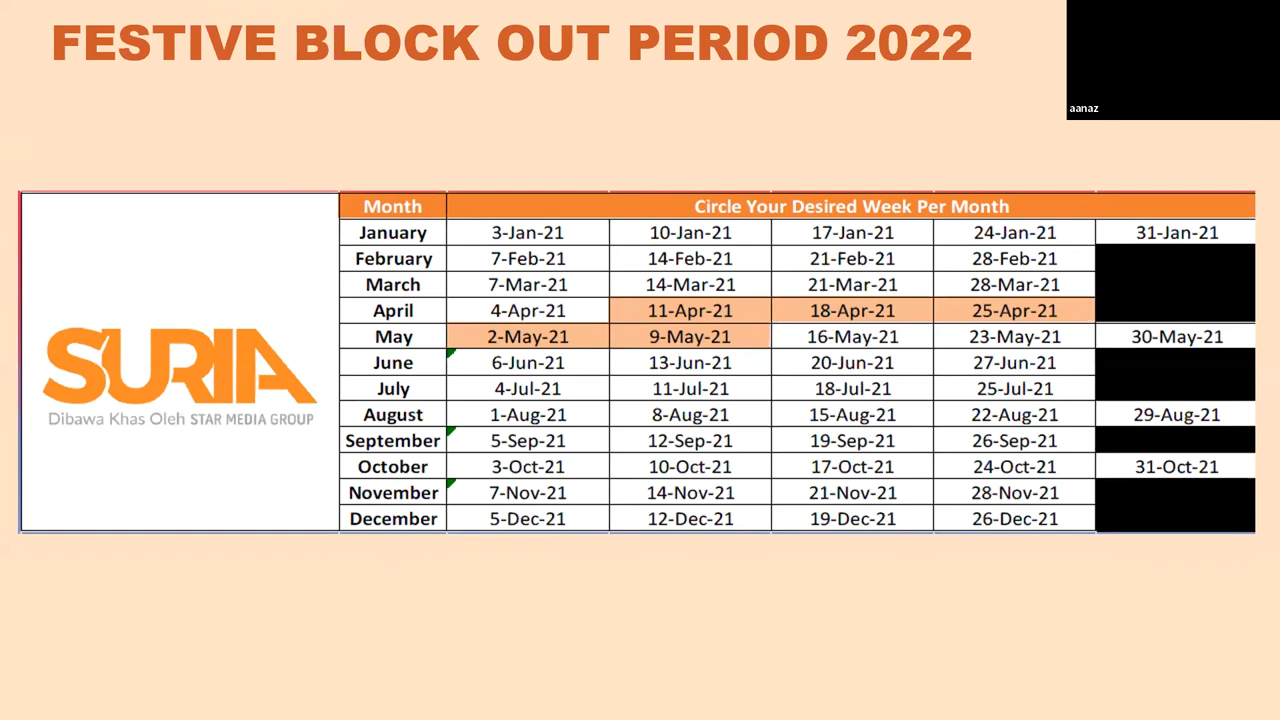 FESTIVE BLOCK OUT PERIOD 2022
aanaz
Month Circle Your Desired Week Per Month
January 3-Jan-21 10-Jan-21 17-Jan-21 24-Jan-21 31-Jan-21
February 7-Feb-21 14-Feb-21 21-Feb-21 28-Feb-21
March 7-Mar-21 14-Mar-21 21-Mar-21 28-Mar-21
April 4-Apr-21 11-Apr-21 18-Apr-21 25-Apr-21
May 2-May-21 9-May-21 16-May-21 23-May-21 30-May-21
June 6-Jun-21 13-Jun-21 20-Jun-21 27-Jun-21
July 4-Jul-21 11-Jul-21 18-Jul-21 25-Jul-21
August 1-Aug-21 8-Aug-21 15-Aug-21 22-Aug-21 29-Aug-21
September 5-Sep-21 12-Sep-21 19-Sep-21 26-Sep-21
October 3-Oct-21 10-Oct-21 17-Oct-21 24-Oct-21 31-Oct-21
November 7-Nov-21 14-Nov-21 21-Nov-21 28-Nov-21
December 5-Dec-21 12-Dec-21 19-Dec-21 26-Dec-21
SURIA
Dibawa Khas Oleh STAR MEDIA GROUP